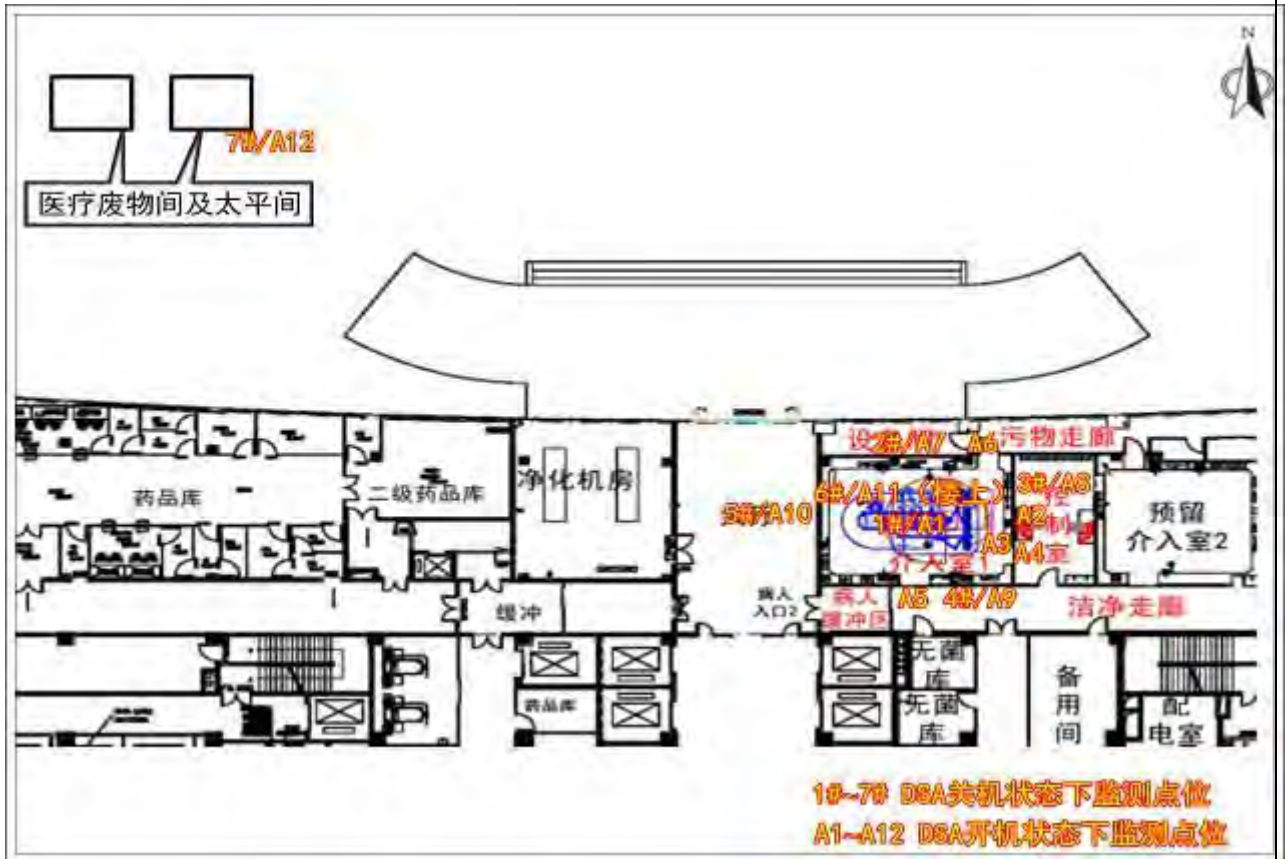 N
7#/A12
医疗废物间及太平间
2#/A7
A6
污物走廊
净化机房
6#/A11（楼上）
3#/A8
药品库
二级药品库
5#/A10
1#/A1
A2
控制室
预留
介入室2
A3
A4
介入室1
病人
入口2
病人
缓冲区
A5
4#/A9
洁净走廊
缓冲
无菌
库
药品库
无菌
库
备用间
配
电室
1#~7# DSA关机状态下监测点位
A1~A12 DSA开机状态下监测点位